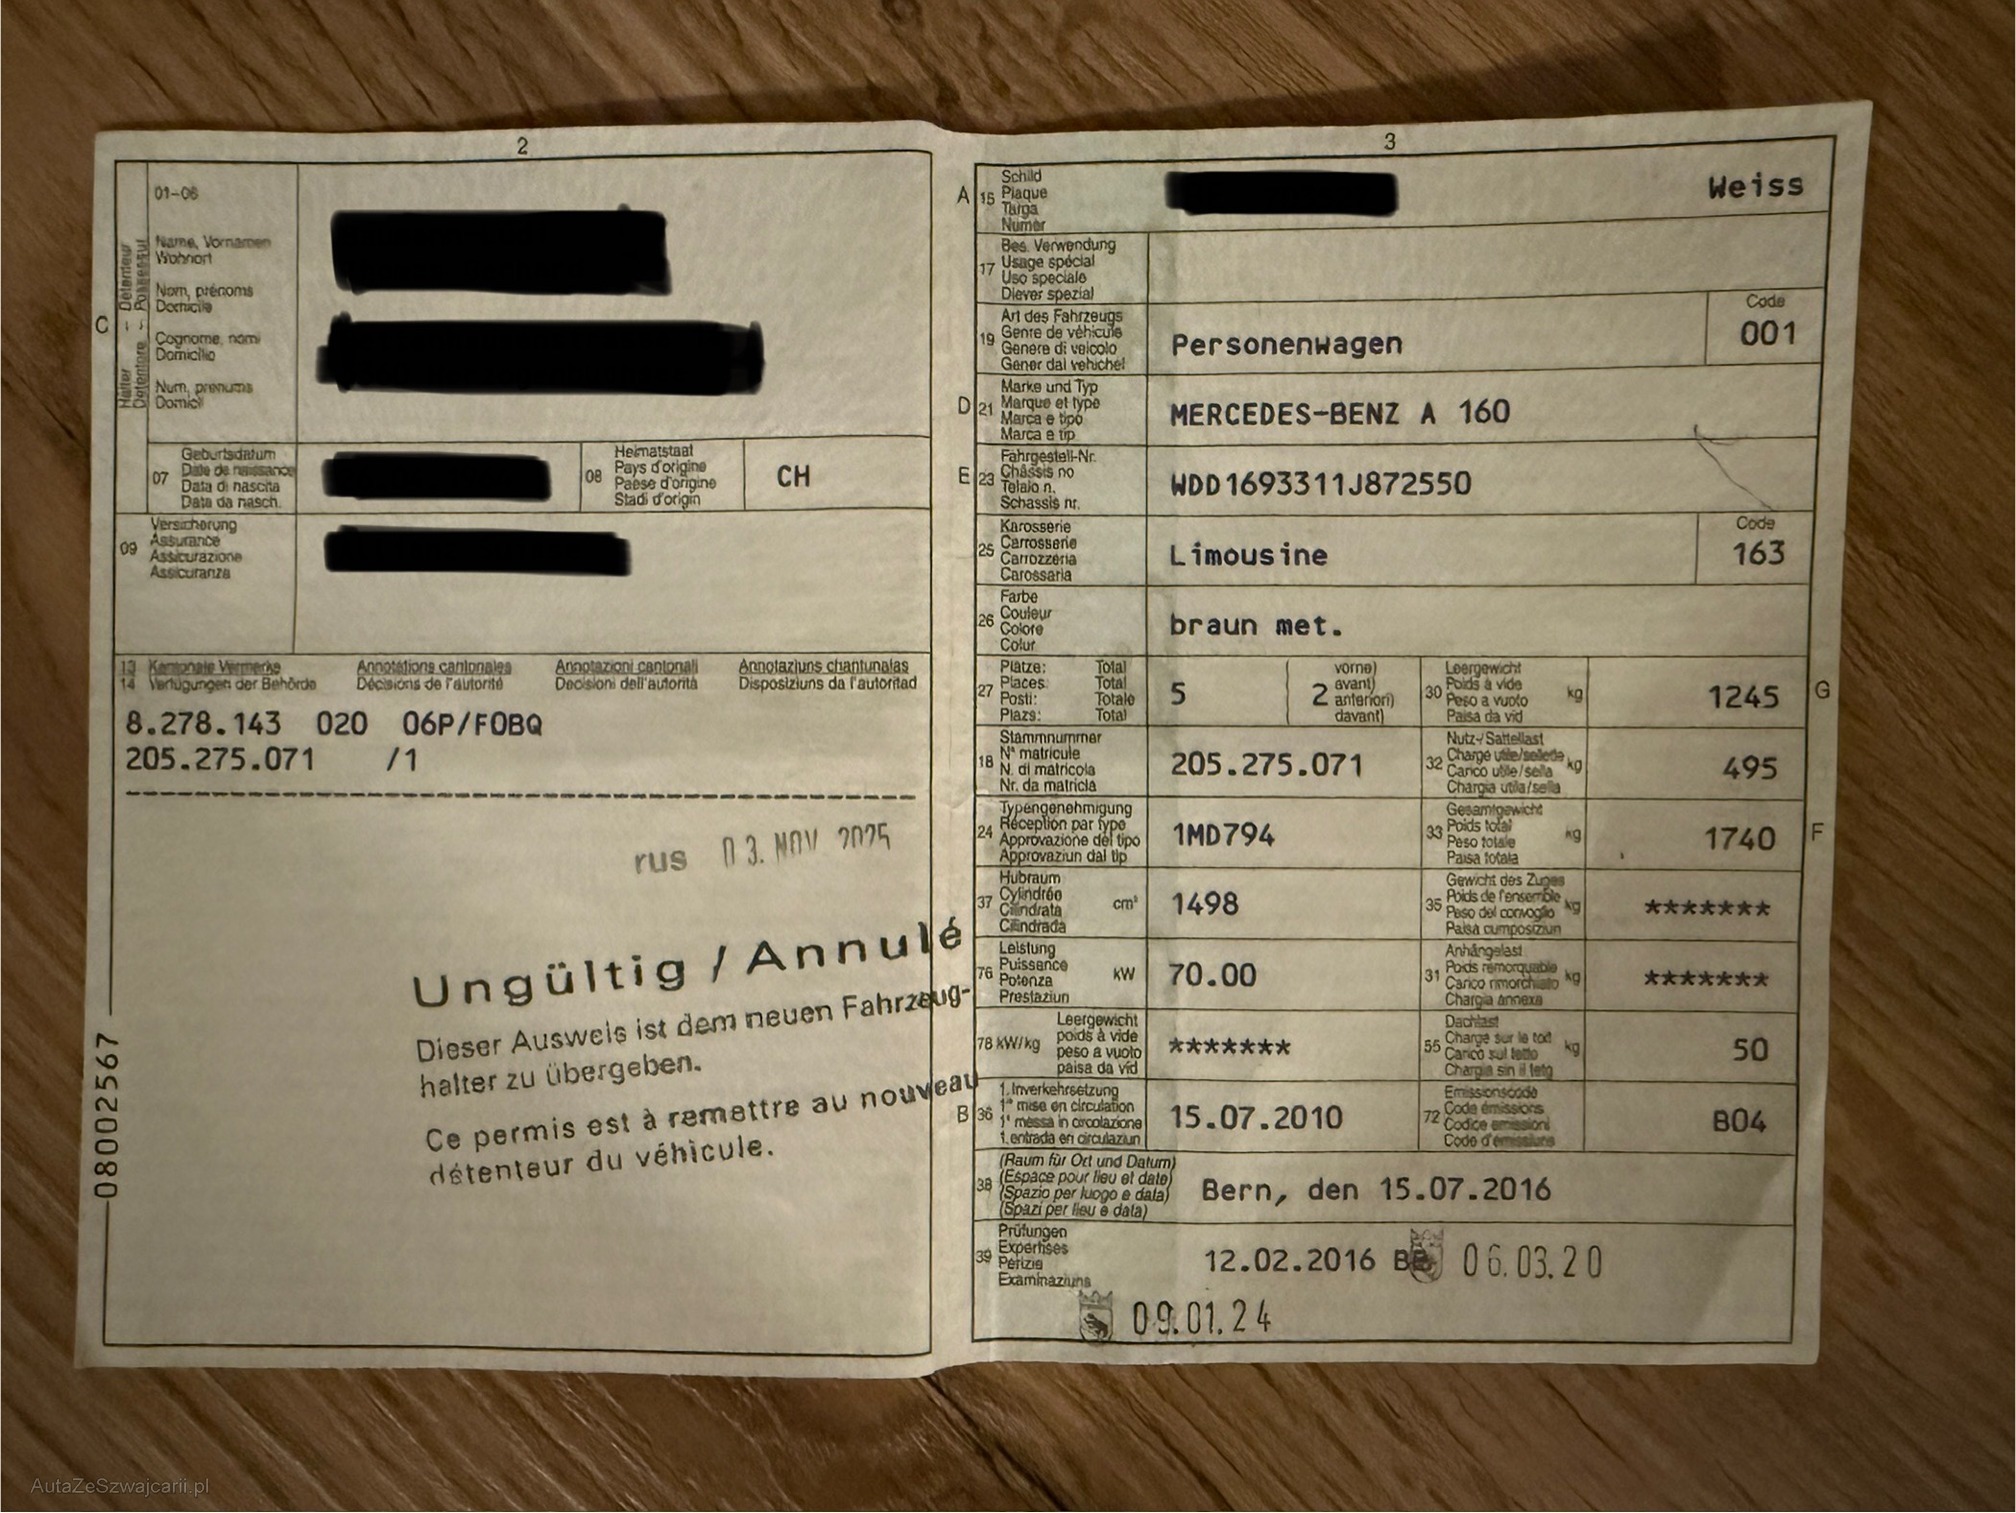 2
01-06
Name, Vornamen
Wohnort
Nom, prénoms
Domicile
Cognome, nomi
Domicilio
Num, prenums
Domicil
C
Halter – Détenteur
Detentore – Possessur
07
Geburtsdatum
Date de naissance
Data di nascita
Data da nasch.
08
Heimatstaat
Pays d'origine
Paese d'origine
Stadi d'origin
CH
09
Versicherung
Assurance
Assicurazione
Assicuranza
13 Kantonale Vermerke Annotations cantonales Annotazioni cantonali Annotaziuns chantunalas
14 Verfügungen der Behörde Décisions de l'autorité Decisioni dell'autorità Disposiziuns da l'autoritad
8.278.143 020 06P/F0BQ
205.275.071 /1
rus 03. NOV 2025
Ungültig / Annulé
Dieser Ausweis ist dem neuen Fahrzeug-
halter zu übergeben.
Ce permis est à remettre au nouveau
détenteur du véhicule.
08002567
3
A 15
Schild
Plaque
Targa
Numer
Weiss
17
Bes. Verwendung
Usage spécial
Uso speciale
Diever spezial
19
Art des Fahrzeugs
Genre de véhicule
Genere di veicolo
Gener dal vehichel
Personenwagen
Code
001
D 21
Marke und Typ
Marque et type
Marca e tipo
Marca e tip
MERCEDES-BENZ A 160
E 23
Fahrgestell-Nr.
Châssis no
Telaio n.
Schassis nr.
WDD1693311J872550
25
Karosserie
Carrosserie
Carrozzeria
Carossaria
Limousine
Code
163
26
Farbe
Couleur
Colore
Colur
braun met.
27
Plätze: Total
Places: Total
Posti: Totale
Plazs: Total
5
2
vorne)
avant)
anteriori)
davant)
30
Leergewicht
Poids à vide
Peso a vuoto
Paisa da vid
kg
1245
G
18
Stammnummer
N° matricule
N. di matricola
Nr. da matricla
205.275.071
32
Nutz-/Sattellast
Charge utile/sellette
Carico utile/sella
Chargia utila/sella
kg
495
24
Typengenehmigung
Réception par type
Approvazione del tipo
Approvaziun dal tip
1MD794
33
Gesamtgewicht
Poids total
Peso totale
Paisa totala
kg
1740
F
37
Hubraum
Cylindrée
Cilindrata
Cilindrada
cm³
1498
35
Gewicht des Zuges
Poids de l'ensemble
Peso del convoglio
Paisa cumposiziun
kg
*******
76
Leistung
Puissance
Potenza
Prestaziun
kW
70.00
31
Anhängelast
Poids remorquable
Carico rimorchiato
Chargia annexa
kg
*******
78 kW/kg
Leergewicht
poids à vide
peso a vuoto
paisa da vid
*******
55
Dachlast
Charge sur le toit
Carico sul tetto
Chargia sin il tetg
kg
50
B 36
1. Inverkehrsetzung
1re mise en circulation
1a messa in circolazione
1. entrada en circulaziun
15.07.2010
72
Emissionscode
Code émissions
Codice emissioni
Code d'emissiuns
B04
38
(Raum für Ort und Datum)
(Espace pour lieu et date)
(Spazio per luogo e data)
(Spazi per lieu e data)
Bern, den 15.07.2016
39
Prüfungen
Expertises
Perizie
Examinaziuns
12.02.2016 BE 06.03.20
09.01.24
AutaZeSzwajcarii.pl